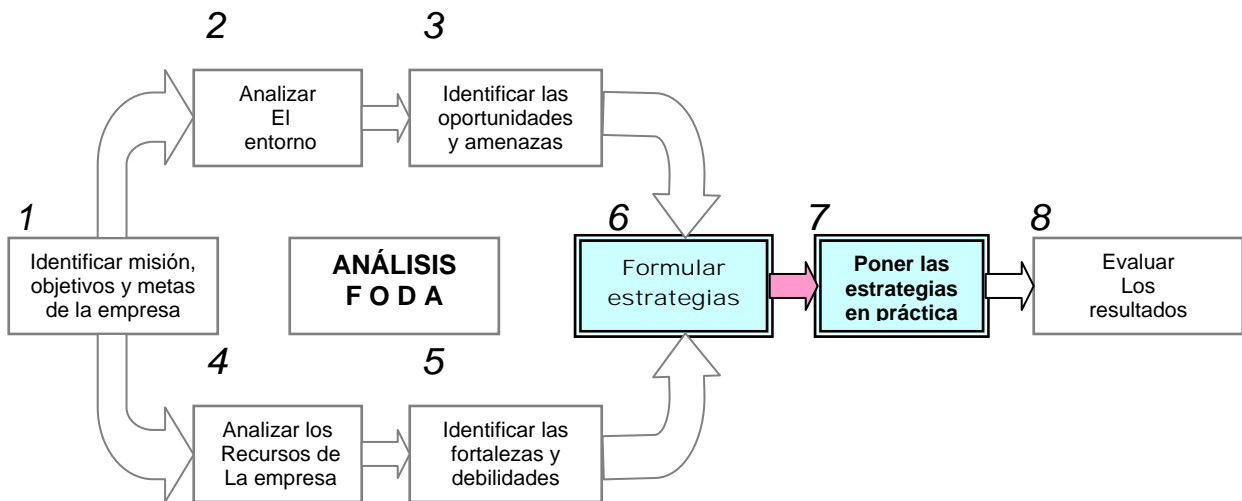 1
Identificar misión,
objetivos y metas
de la empresa
2
Analizar
El
entorno
3
Identificar las
oportunidades
y amenazas
ANÁLISIS
F O D A
4
Analizar los
Recursos de
La empresa
5
Identificar las
fortalezas y
debilidades
6
Formular
estrategias
7
Poner las
estrategias
en práctica
8
Evaluar
Los
resultados